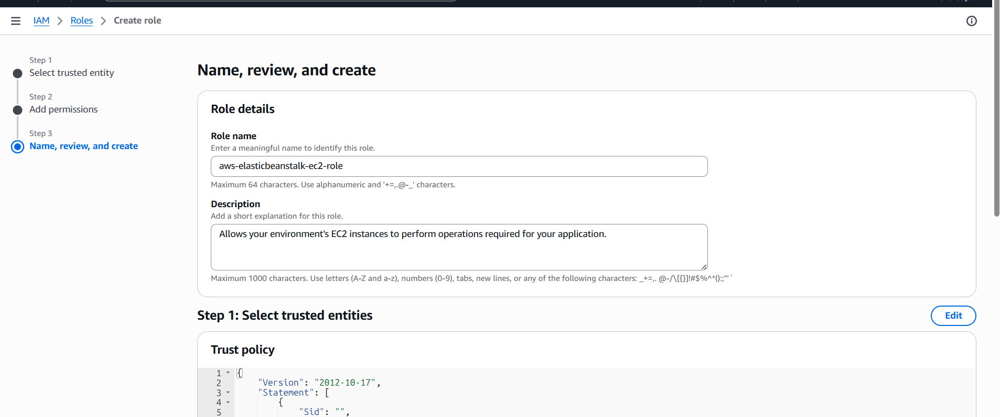 IAM > Roles > Create role
Step 1
Select trusted entity
Step 2
Add permissions
Step 3
Name, review, and create
Name, review, and create
Role details
Role name
Enter a meaningful name to identify this role.
aws-elasticbeanstalk-ec2-role
Maximum 64 characters. Use alphanumeric and '+=,.@-_' characters.
Description
Add a short explanation for this role.
Allows your environment's EC2 instances to perform operations required for your application.
Maximum 1000 characters. Use letters (A-Z and a-z), numbers (0-9), tabs, new lines, or any of the following characters: _+=,. @-/\[{}]!#$%^*();:;"'`
Step 1: Select trusted entities
Edit
Trust policy
1 {
2 "Version": "2012-10-17",
3 "Statement": [
4 {
5 "Sid": "",